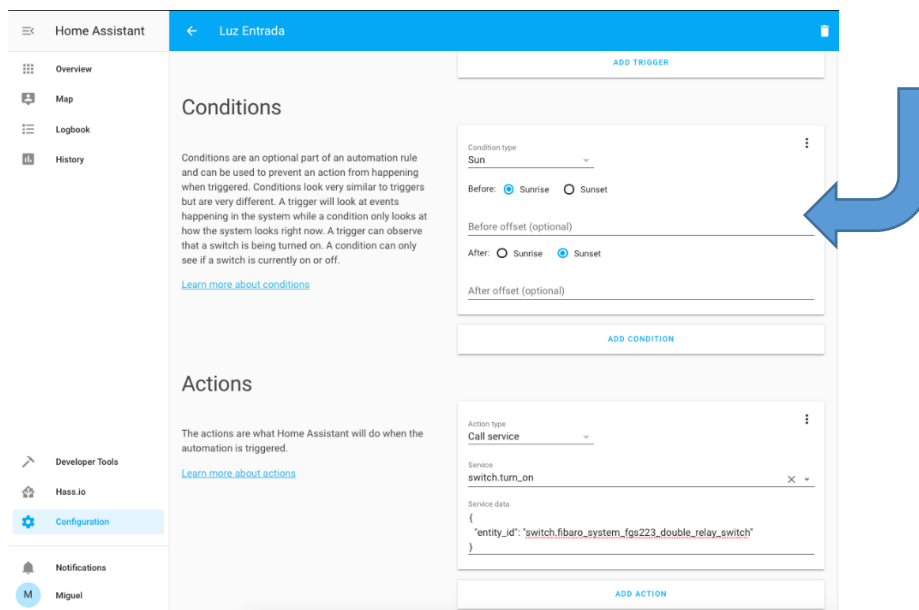 Home Assistant
Luz Entrada
Overview
Map
Logbook
History
Developer Tools
Hass.io
Configuration
Notifications
M
Miguel
ADD TRIGGER
Conditions
Conditions are an optional part of an automation rule
and can be used to prevent an action from happening
when triggered. Conditions look very similar to triggers
but are very different. A trigger will look at events
happening in the system while a condition only looks at
how the system looks right now. A trigger can observe
that a switch is being turned on. A condition can only
see if a switch is currently on or off.
Learn more about conditions
Condition type
Sun
Before: Sunrise Sunset
Before offset (optional)
After: Sunrise Sunset
After offset (optional)
ADD CONDITION
Actions
The actions are what Home Assistant will do when the
automation is triggered.
Learn more about actions
Action type
Call service
Service
switch.turn_on
Service data
{
"entity_id": "switch.fibaro_system_fgs223_double_relay_switch"
}
ADD ACTION